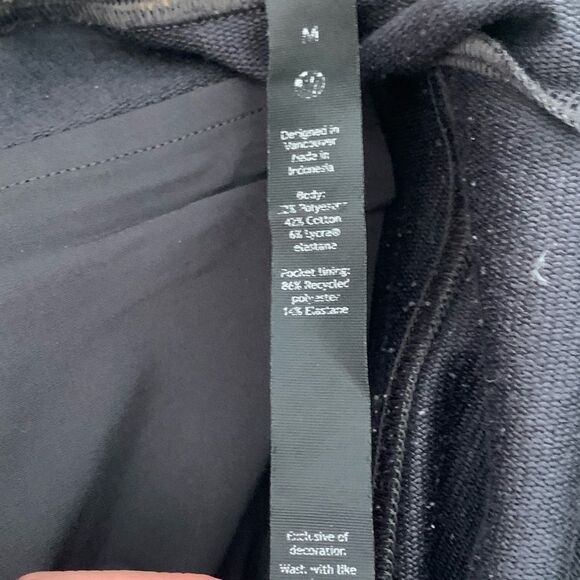 M
Designed in
Vancouver
Made in
Indonesia
Body:
2% Polyester
42% Cotton
6% Lycra®
elastane
Pocket lining:
86% Recycled
polyester
14% Elastane
Exclusive of
decoration.
Wash with like